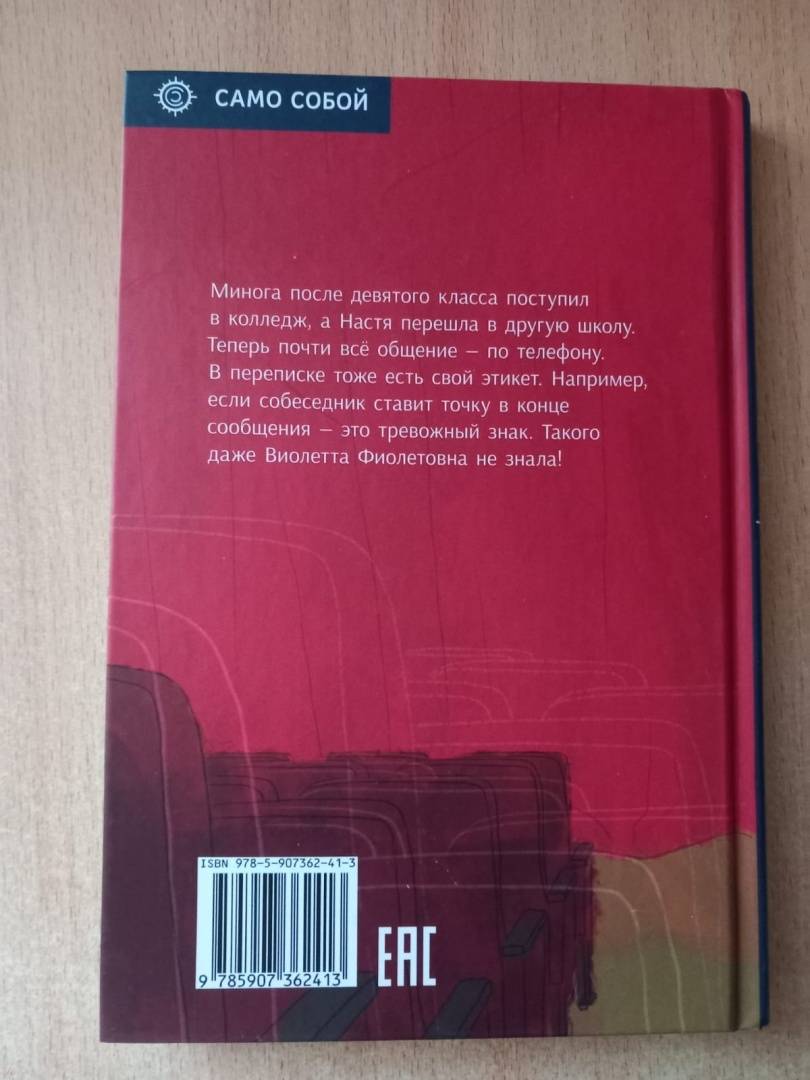 САМО СОБОЙ
Минога после девятого класса поступил
в колледж, а Настя перешла в другую школу.
Теперь почти всё общение – по телефону.
В переписке тоже есть свой этикет. Например,
если собеседник ставит точку в конце
сообщения – это тревожный знак. Такого
даже Виолетта Фиолетовна не знала!
ISBN 978-5-907362-41-3
9 785907 362413
EAC